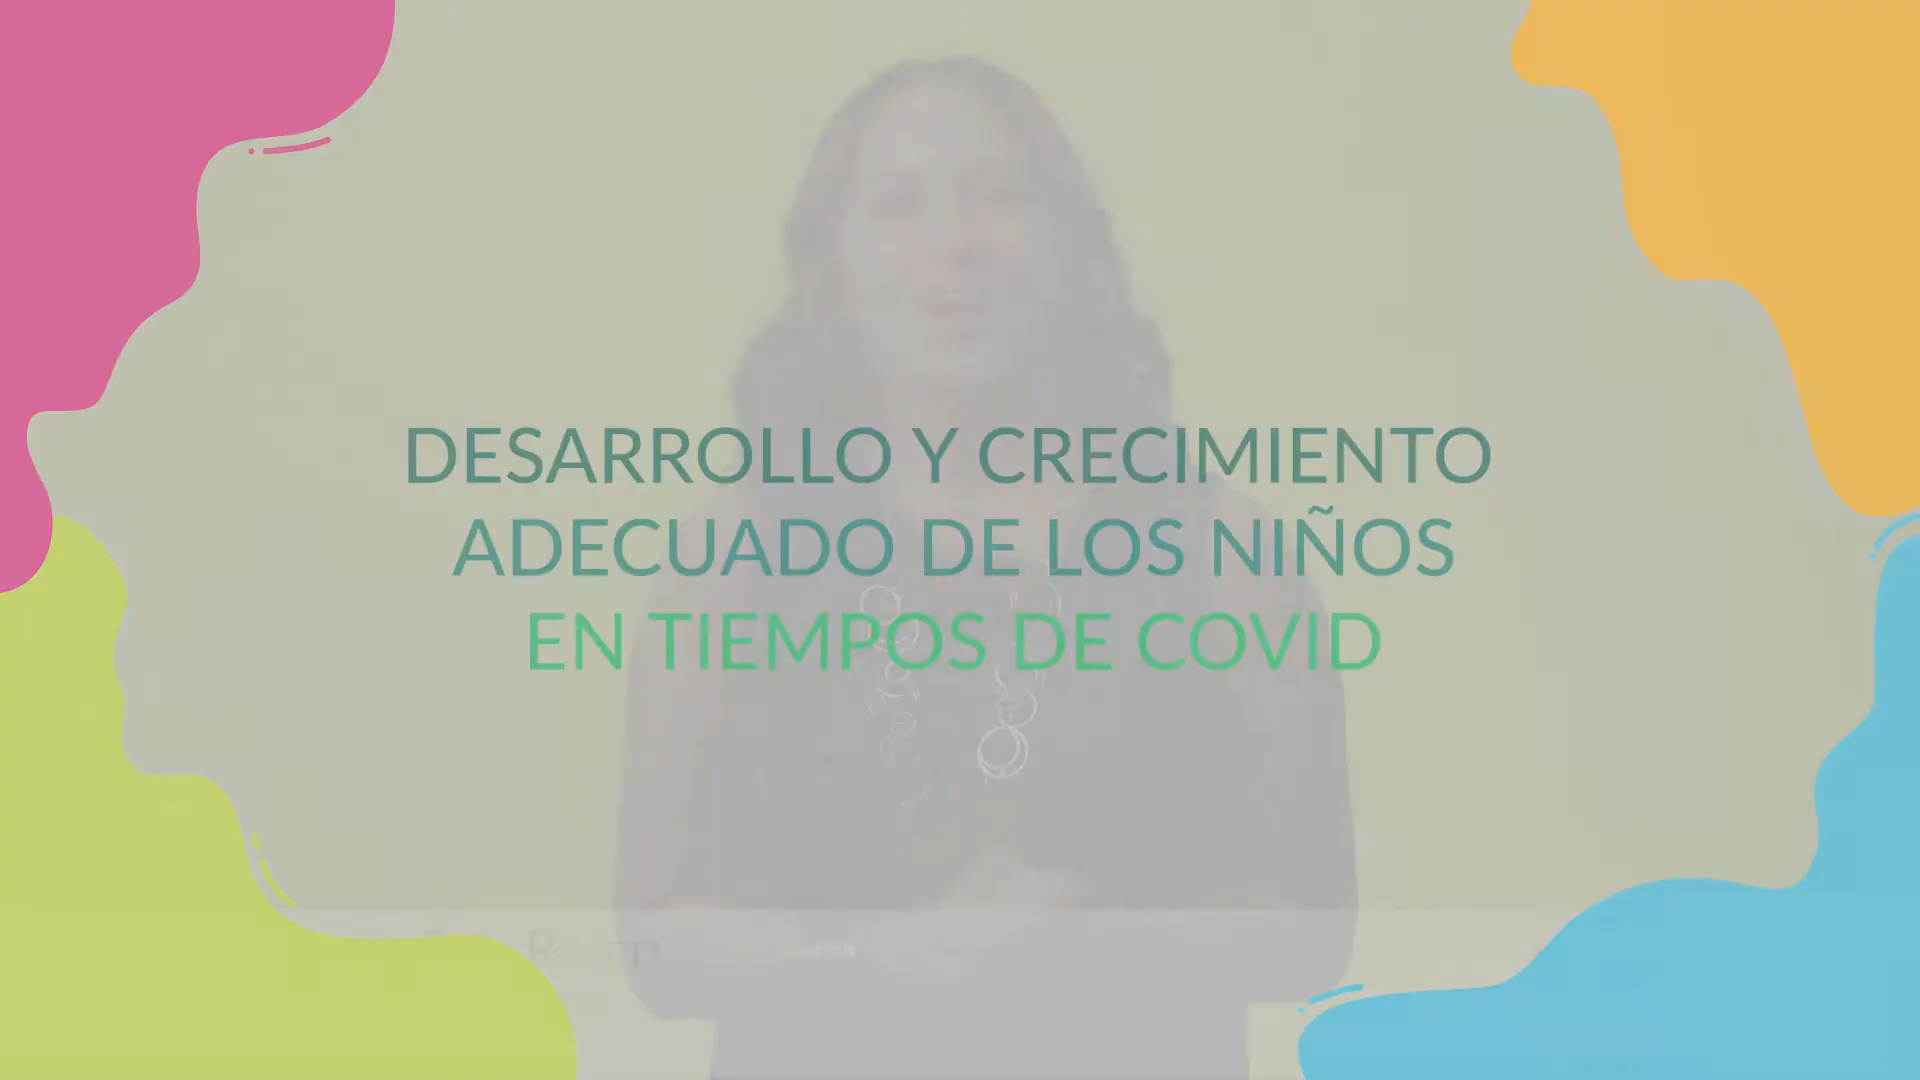 DESARROLLO Y CRECIMIENTO
ADECUADO DE LOS NIÑOS
EN TIEMPOS DE COVID